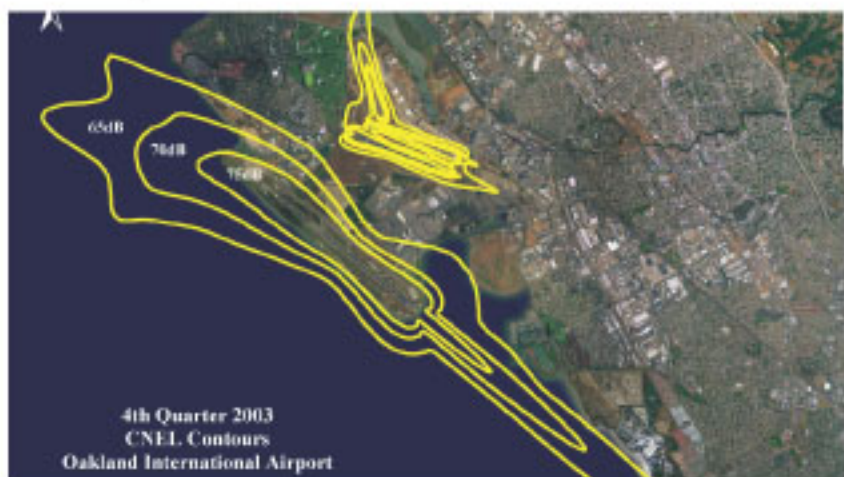 65dB
70dB
75dB
4th Quarter 2003
CNEL Contours
Oakland International Airport